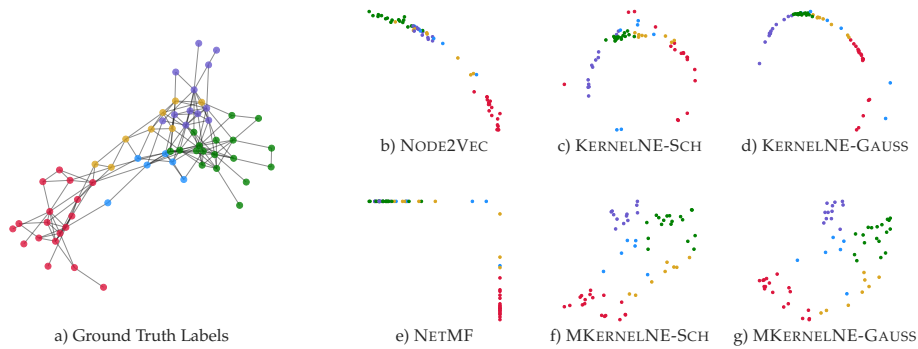 b) NODE2VEC
c) KERNELNE-SCH
d) KERNELNE-GAUSS
a) Ground Truth Labels
e) NETMF
f) MKERNELNE-SCH
g) MKERNELNE-GAUSS